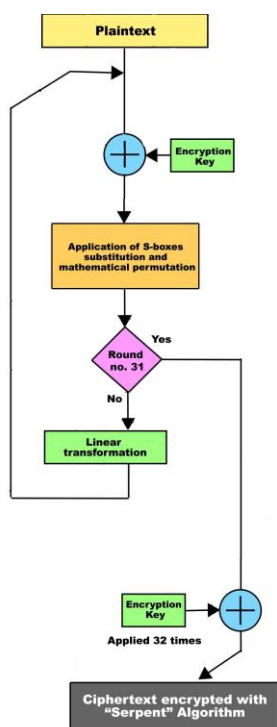 Plaintext
Encryption
Key
Application of S-boxes
substitution and
mathematical permutation
Yes
Round
no. 31
No
Linear
transformation
Encryption
Key
Applied 32 times
Ciphertext encrypted with
“Serpent” Algorithm